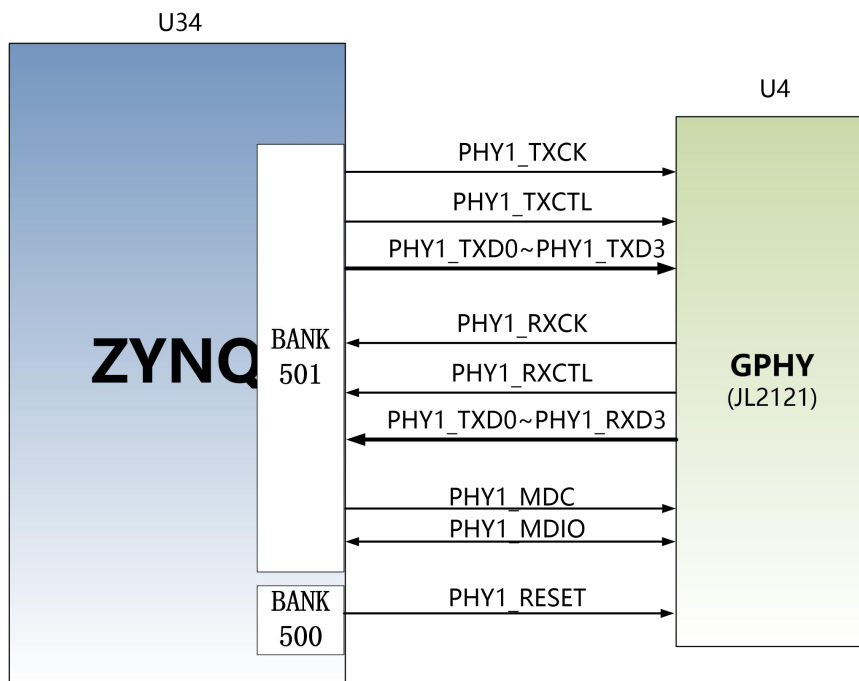 U34
U4
PHY1_TXCK
PHY1_TXCTL
PHY1_TXD0~PHY1_TXD3
ZYNQ
BANK
501
PHY1_RXCK
PHY1_RXCTL
PHY1_TXD0~PHY1_RXD3
GPHY
(JL2121)
PHY1_MDC
PHY1_MDIO
BANK
500
PHY1_RESET